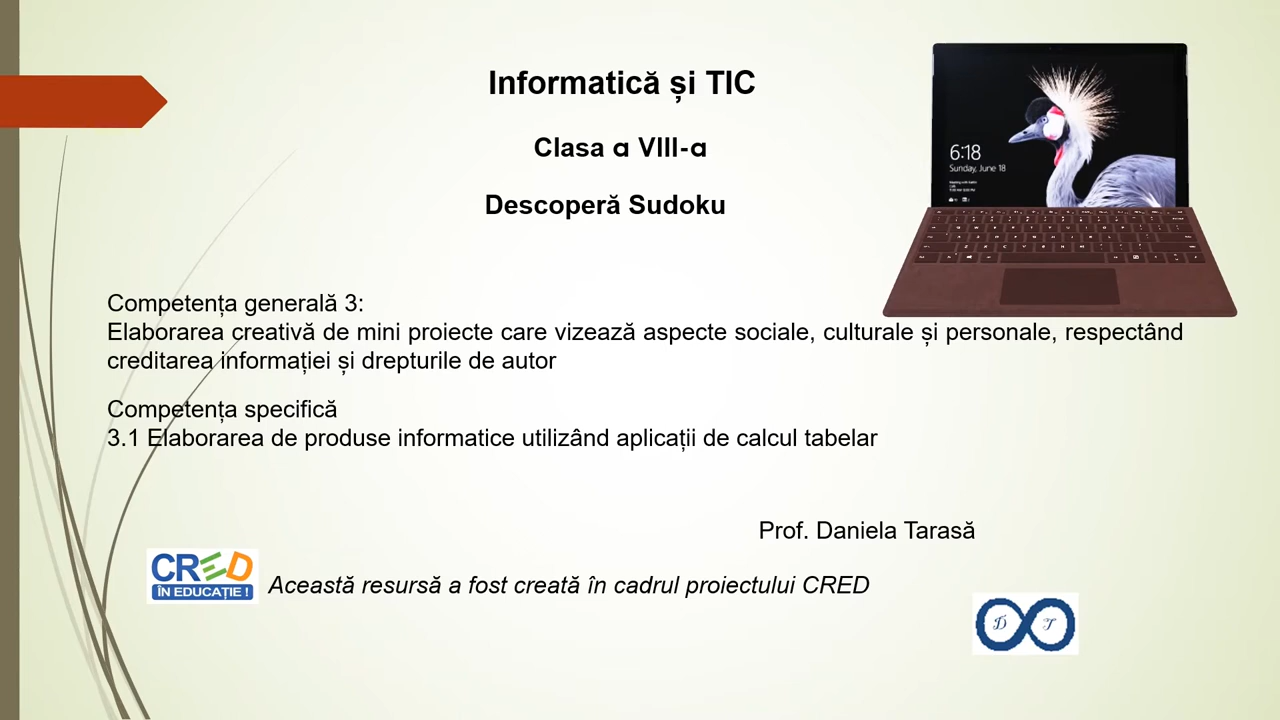 Informatică și TIC
Clasa a VIII-a
Descoperă Sudoku
6:18
Sunday, June 18
Competența generală 3:
Elaborarea creativă de mini proiecte care vizează aspecte sociale, culturale și personale, respectând
creditarea informației și drepturile de autor
Competența specifică
3.1 Elaborarea de produse informatice utilizând aplicații de calcul tabelar
Prof. Daniela Tarasă
CRED
ÎN EDUCAȚIE !
Această resursă a fost creată în cadrul proiectului CRED
D T